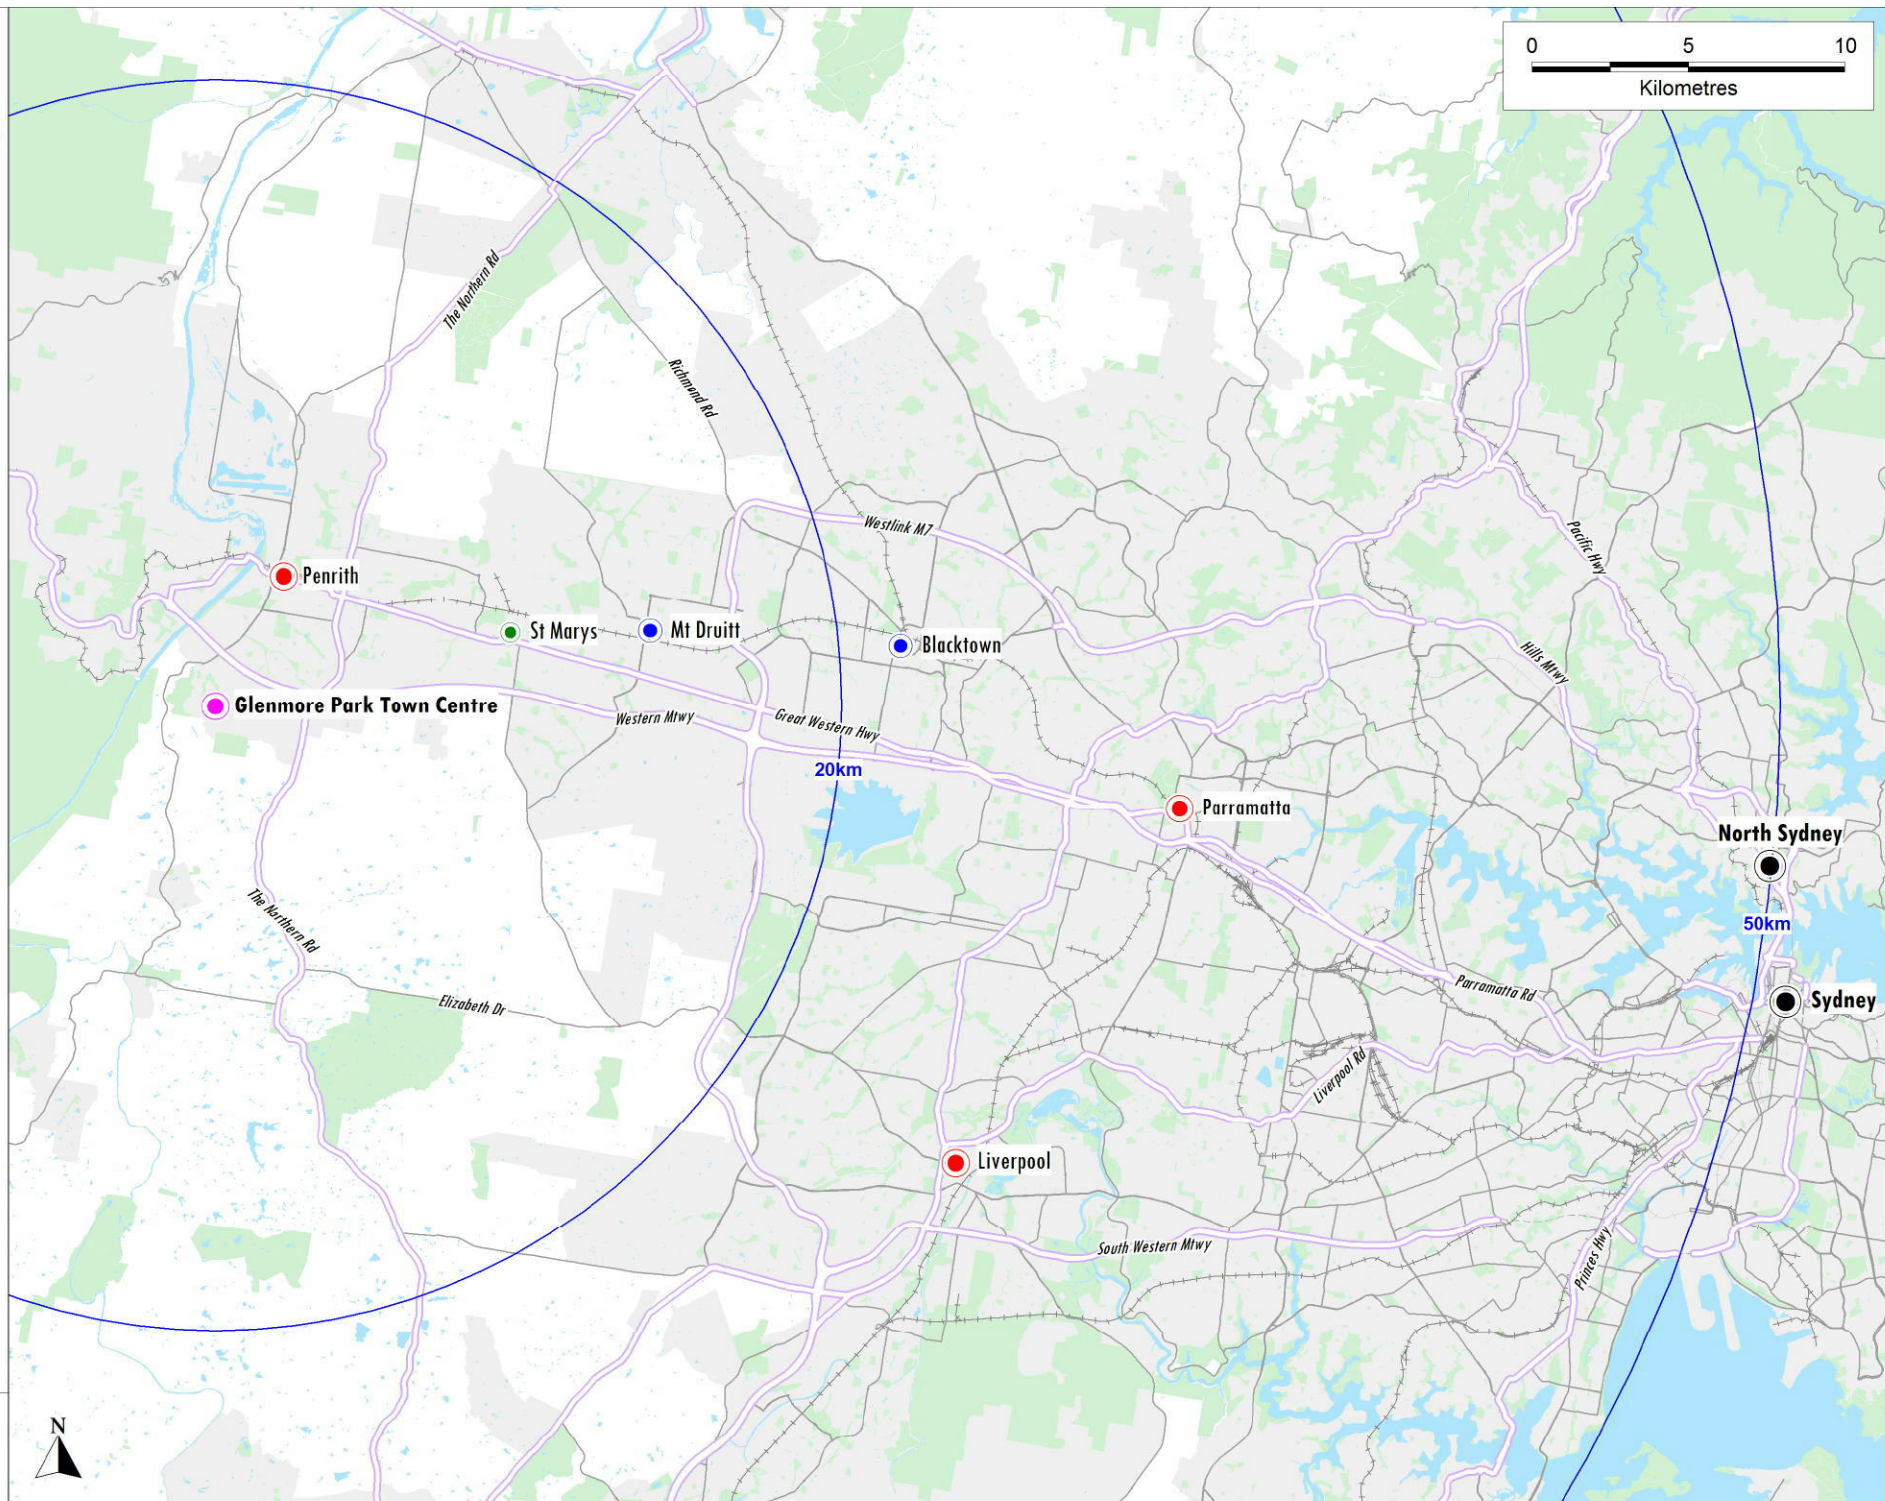 0 5 10
Kilometres
The Northern Rd
Richmond Rd
Westlink M7
Pacific Hwy
Penrith
St Marys
Mt Druitt
Blacktown
Hills Mtwy
Glenmore Park Town Centre
Western Mtwy
Great Western Hwy
20km
Parramatta
North Sydney
50km
The Northern Rd
Elizabeth Dr
Parramatta Rd
Sydney
Liverpool Rd
Liverpool
South Western Mtwy
Princes Hwy
N